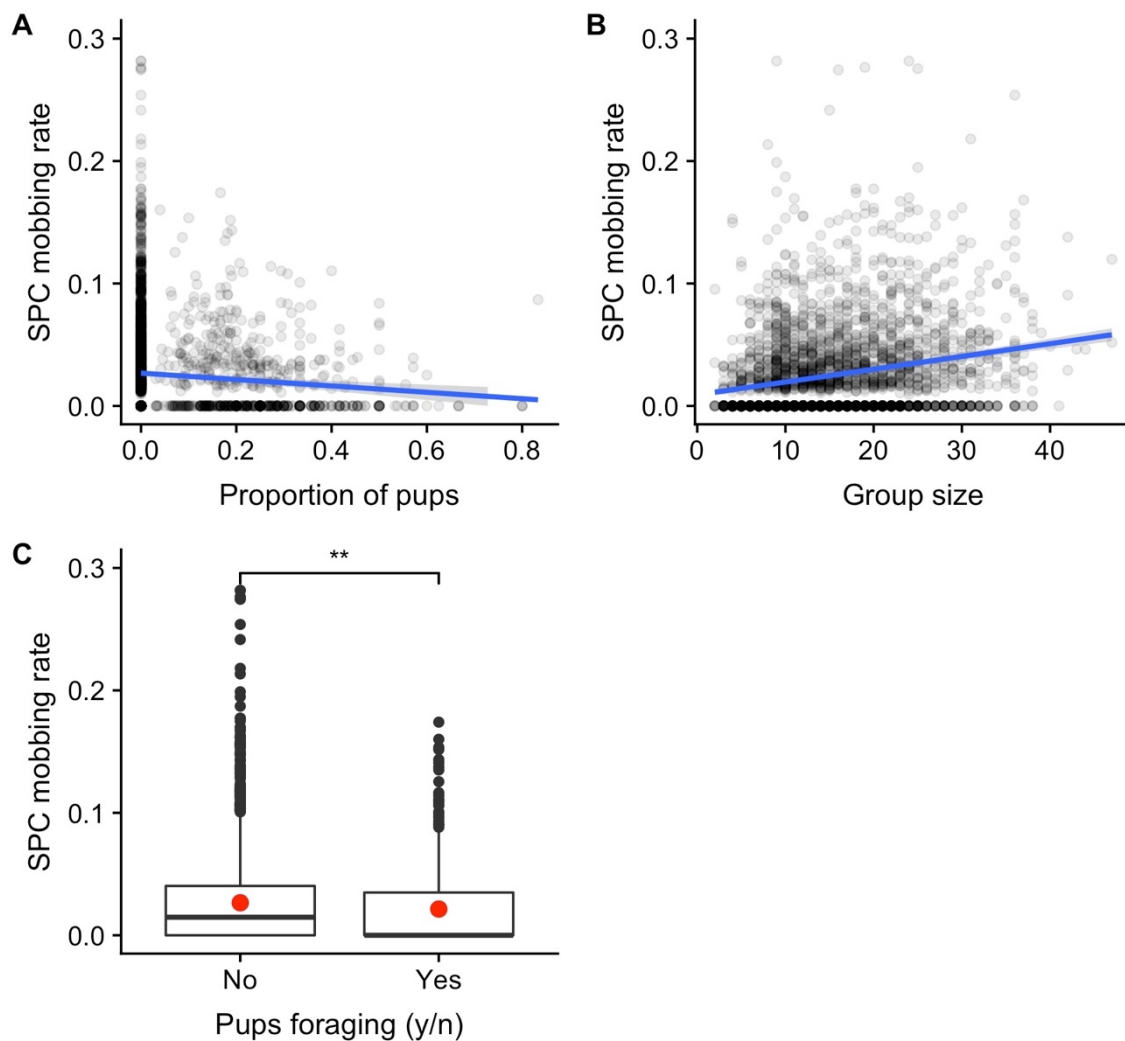 A
SPC mobbing rate
0.3
0.2
0.1
0.0
0.0 0.2 0.4 0.6 0.8
Proportion of pups
B
SPC mobbing rate
0.3
0.2
0.1
0.0
0 10 20 30 40
Group size
C
SPC mobbing rate
0.3
0.2
0.1
0.0
**
No Yes
Pups foraging (y/n)